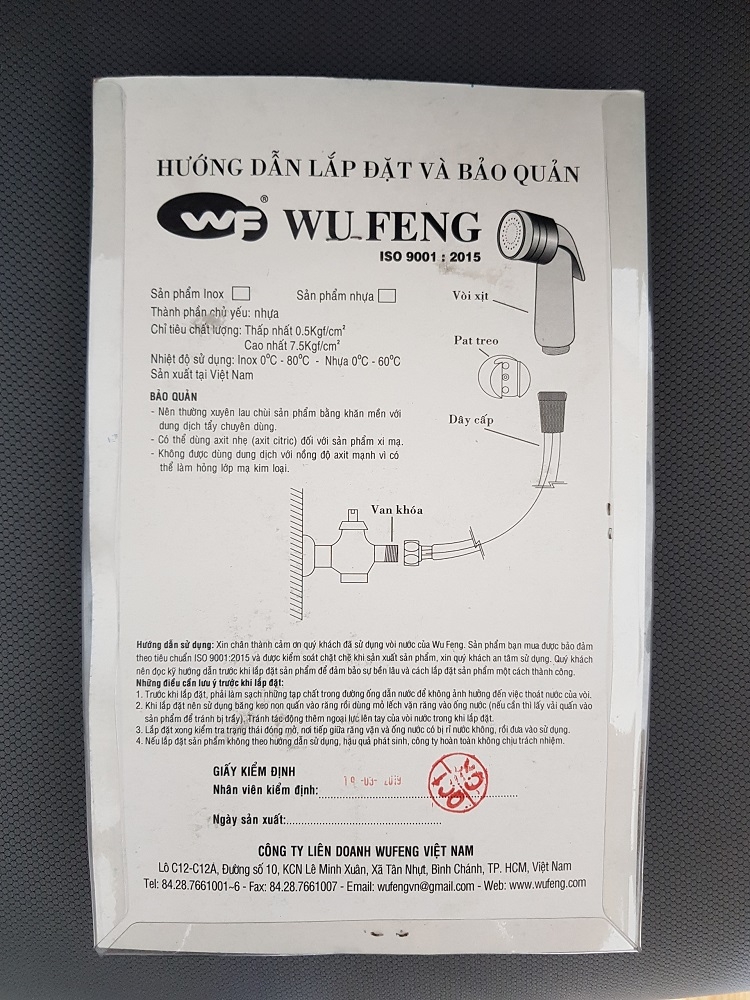 HƯỚNG DẪN LẮP ĐẶT VÀ BẢO QUẢN
WF ® WU FENG
ISO 9001 : 2015
Sản phẩm Inox
Sản phẩm nhựa
Thành phần chủ yếu: nhựa
Chỉ tiêu chất lượng: Thấp nhất 0.5Kgf/cm²
Cao nhất 7.5Kgf/cm²
Nhiệt độ sử dụng: Inox 0⁰C - 80⁰C - Nhựa 0⁰C - 60⁰C
Sản xuất tại Việt Nam
Vòi xịt
Pat treo
Dây cấp
BẢO QUẢN
- Nên thường xuyên lau chùi sản phẩm bằng khăn mền với
dung dịch tẩy chuyên dùng.
- Có thể dùng axit nhẹ (axit citric) đối với sản phẩm xi mạ.
- Không được dùng dung dịch với nồng độ axit mạnh vì có
thể làm hỏng lớp mạ kim loại.
Van khóa
Hướng dẫn sử dụng: Xin chân thành cảm ơn quý khách đã sử dụng vòi nước của Wu Feng. Sản phẩm bạn mua được bảo đảm
theo tiêu chuẩn ISO 9001:2015 và được kiểm soát chặt chẽ khi sản xuất sản phẩm, xin quý khách an tâm sử dụng. Quý khách
nên đọc kỹ hướng dẫn trước khi lắp đặt sản phẩm để đảm bảo sự bền lâu và cách lắp đặt sản phẩm một cách thành công.
Những điều cần lưu ý trước khi lắp đặt:
1. Trước khi lắp đặt, phải làm sạch những tạp chất trong đường ống dẫn nước để không ảnh hưởng đến việc thoát nước của vòi.
2. Khi lắp đặt nên sử dụng băng keo non quấn vào răng rồi dùng mỏ lếch vặn răng vào ống nước (nếu cần thì lấy vải quấn vào
sản phẩm để tránh bị trầy). Tránh tác động thêm ngoại lực lên tay của vòi nước trong khi lắp đặt.
3. Lắp đặt xong kiểm tra trạng thái đóng mở, nơi tiếp giữa răng vặn và ống nước có bị rỉ nước không, rồi đưa vào sử dụng.
4. Nếu lắp đặt sản phẩm không theo hướng dẫn sử dụng, hậu quả phát sinh, công ty hoàn toàn không chịu trách nhiệm.
GIẤY KIỂM ĐỊNH
Nhân viên kiểm định:
-03- 2019
Ngày sản xuất:
CÔNG TY LIÊN DOANH WUFENG VIỆT NAM
Lô C12-C12A, Đường số 10, KCN Lê Minh Xuân, Xã Tân Nhựt, Bình Chánh, TP. HCM, Việt Nam
Tel: 84.28.7661001~6 - Fax: 84.28.7661007 - Email: wufengvn@gmail.com - Web: www.wufeng.com